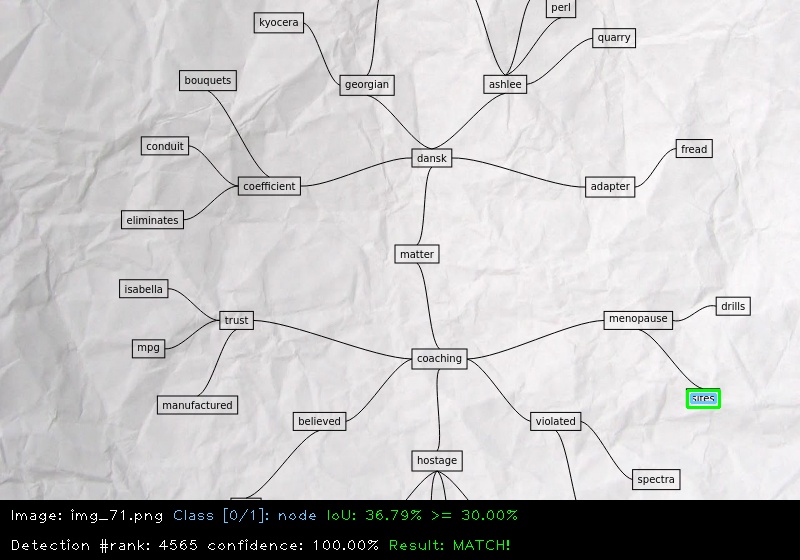 perl
kyocera
quarry
bouquets
georgian
ashlee
conduit
fread
dansk
coefficient
adapter
eliminates
matter
isabella
drills
trust
menopause
mpg
coaching
sites
manufactured
believed
violated
hostage
spectra
Image: img_71.png Class [0/1]: node IoU: 36.79% >= 30.00%
Detection #rank: 4565 confidence: 100.00% Result: MATCH!